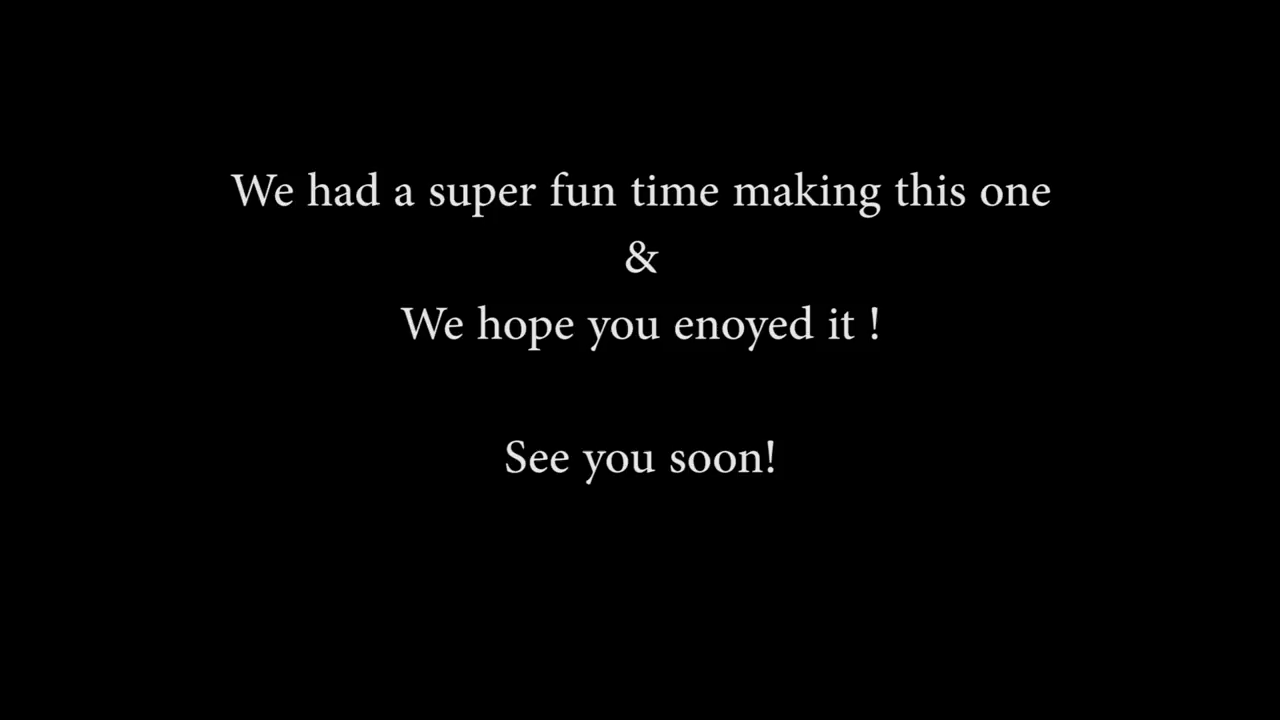 We had a super fun time making this one
&
We hope you enoyed it !
See you soon!